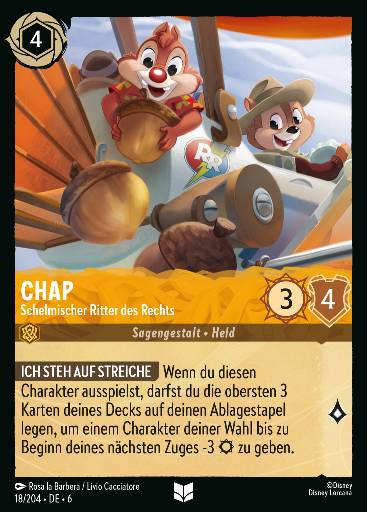 4
RR
CHAP
Schelmischer Ritter des Rechts
3
4
Sagengestalt • Held
ICH STEH AUF STREICHE Wenn du diesen
Charakter ausspielst, darfst du die obersten 3
Karten deines Decks auf deinen Ablagestapel
legen, um einem Charakter deiner Wahl bis zu
Beginn deines nächsten Zuges -3 zu geben.
Rosa la Barbera / Livio Cacciatore
18/204 • DE • 6
©Disney
Disney Lorcana